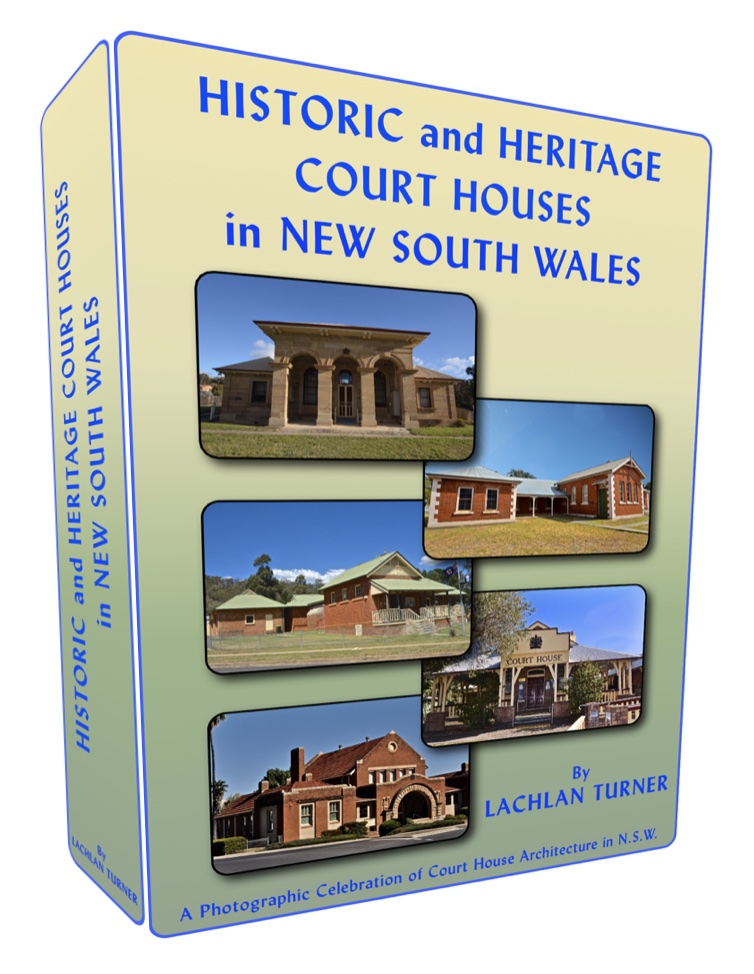 HISTORIC and HERITAGE
COURT HOUSES
in NEW SOUTH WALES
COURT HOUSE
By
LACHLAN TURNER
A Photographic Celebration of Court House Architecture in N.S.W.
HISTORIC and HERITAGE COURT HOUSES
in NEW SOUTH WALES
By
LACHLAN TURNER